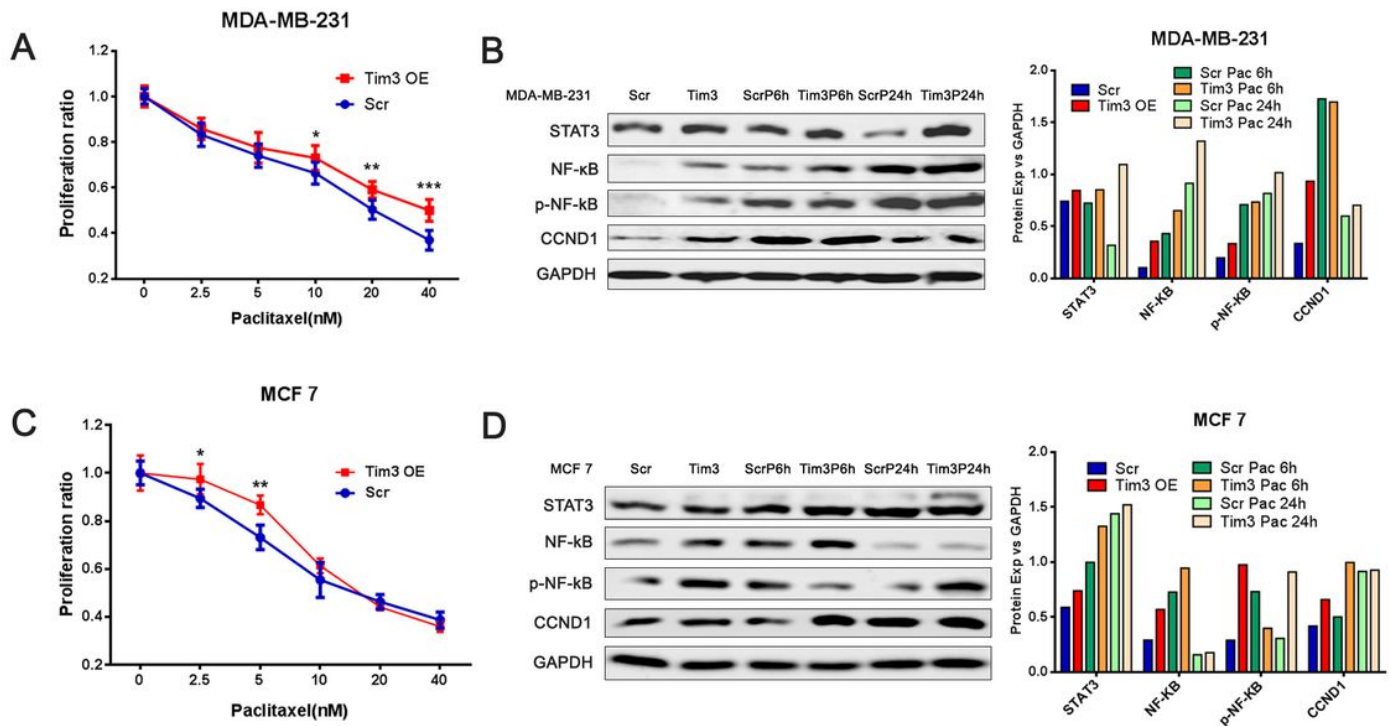 A
MDA-MB-231
Proliferation ratio
1.2
1.0
0.8
0.6
0.4
0.2
Tim3 OE
Scr
*
**
***
0 2.5 5 10 20 40
Paclitaxel(nM)
B
MDA-MB-231 Scr Tim3 ScrP6h Tim3P6h ScrP24h Tim3P24h
STAT3
NF-κB
p-NF-kB
CCND1
GAPDH
MDA-MB-231
Protein Exp vs GAPDH
2.0
1.5
1.0
0.5
0.0
Scr
Tim3 OE
Scr Pac 6h
Tim3 Pac 6h
Scr Pac 24h
Tim3 Pac 24h
STAT3 NF-KB p-NF-KB CCND1
C
MCF 7
Proliferation ratio
1.2
1.0
0.8
0.6
0.4
0.2
Tim3 OE
Scr
*
**
0 2.5 5 10 20 40
Paclitaxel(nM)
D
MCF 7 Scr Tim3 ScrP6h Tim3P6h ScrP24h Tim3P24h
STAT3
NF-kB
p-NF-kB
CCND1
GAPDH
MCF 7
Protein Exp vs GAPDH
2.0
1.5
1.0
0.5
0.0
Scr
Tim3 OE
Scr Pac 6h
Tim3 Pac 6h
Scr Pac 24h
Tim3 Pac 24h
STAT3 NF-KB p-NF-KB CCND1